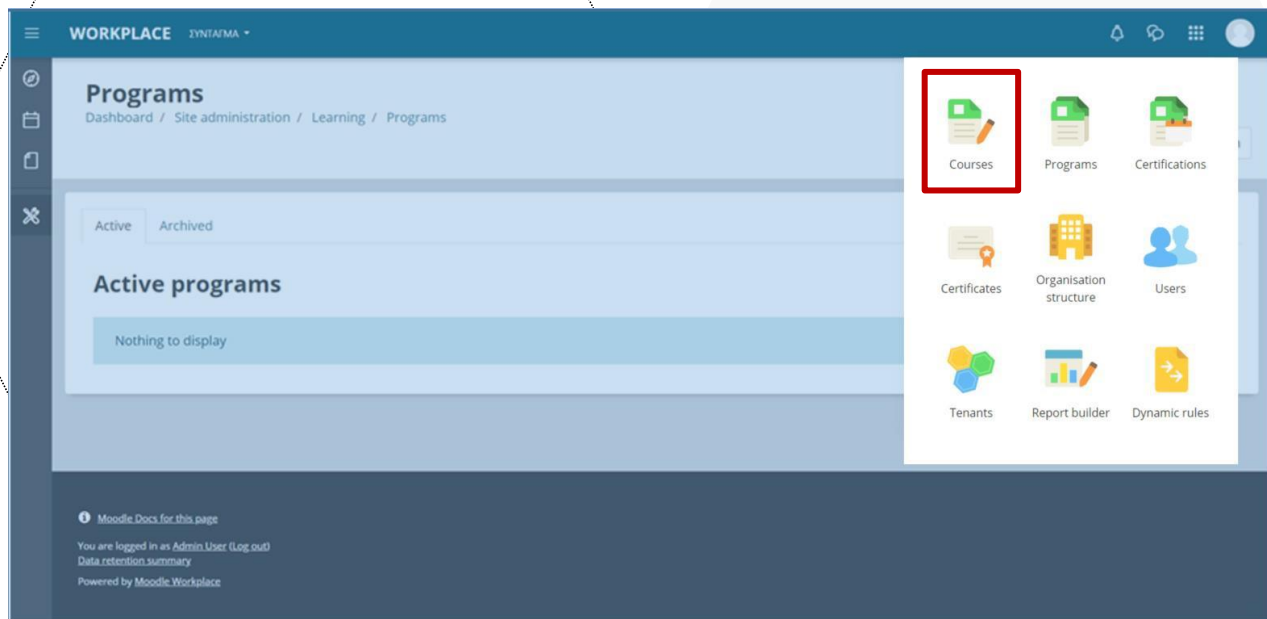 WORKPLACE ΣΥΝΤΑΓΜΑ
Programs
Dashboard / Site administration / Learning / Programs
Courses
Programs
Certifications
Active
Archived
Active programs
Nothing to display
Certificates
Organisation
structure
Users
Tenants
Report builder
Dynamic rules
Moodle Docs for this page
You are logged in as Admin User (Log out)
Data retention summary
Powered by Moodle Workplace